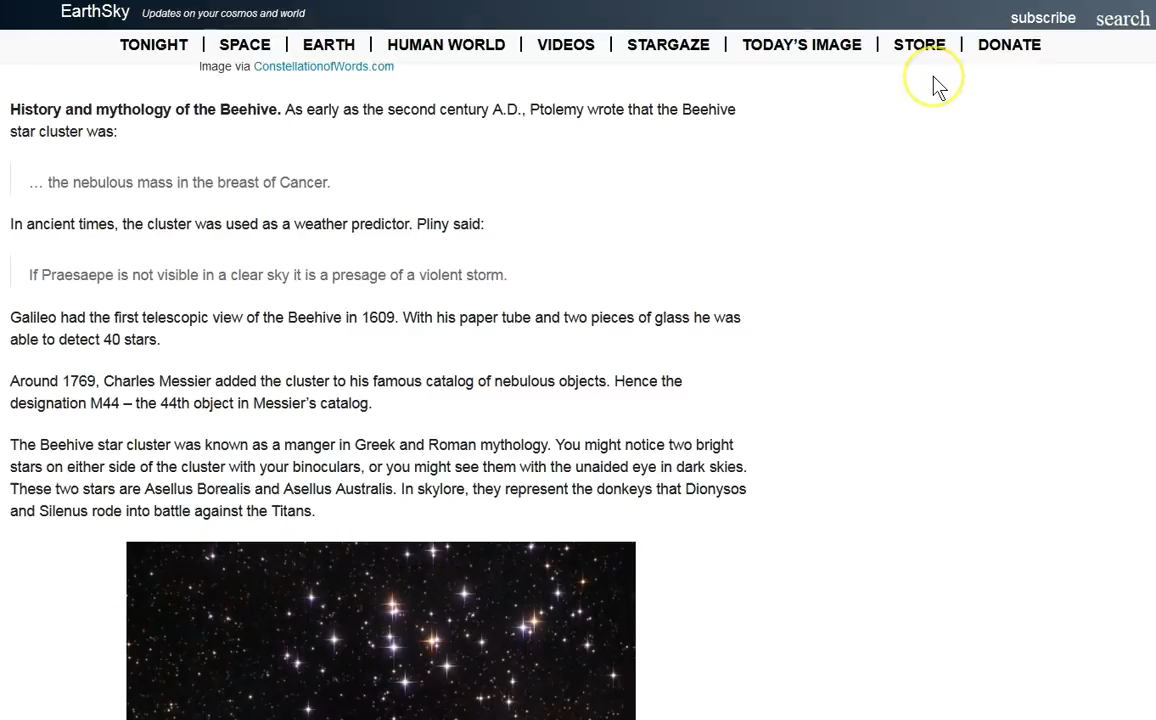 EarthSky Updates on your cosmos and world
subscribe search
TONIGHT | SPACE | EARTH | HUMAN WORLD | VIDEOS | STARGAZE | TODAY’S IMAGE | STORE | DONATE
Image via ConstellationofWords.com
History and mythology of the Beehive. As early as the second century A.D., Ptolemy wrote that the Beehive
star cluster was:
… the nebulous mass in the breast of Cancer.
In ancient times, the cluster was used as a weather predictor. Pliny said:
If Praesaepe is not visible in a clear sky it is a presage of a violent storm.
Galileo had the first telescopic view of the Beehive in 1609. With his paper tube and two pieces of glass he was
able to detect 40 stars.
Around 1769, Charles Messier added the cluster to his famous catalog of nebulous objects. Hence the
designation M44 – the 44th object in Messier’s catalog.
The Beehive star cluster was known as a manger in Greek and Roman mythology. You might notice two bright
stars on either side of the cluster with your binoculars, or you might see them with the unaided eye in dark skies.
These two stars are Asellus Borealis and Asellus Australis. In skylore, they represent the donkeys that Dionysos
and Silenus rode into battle against the Titans.